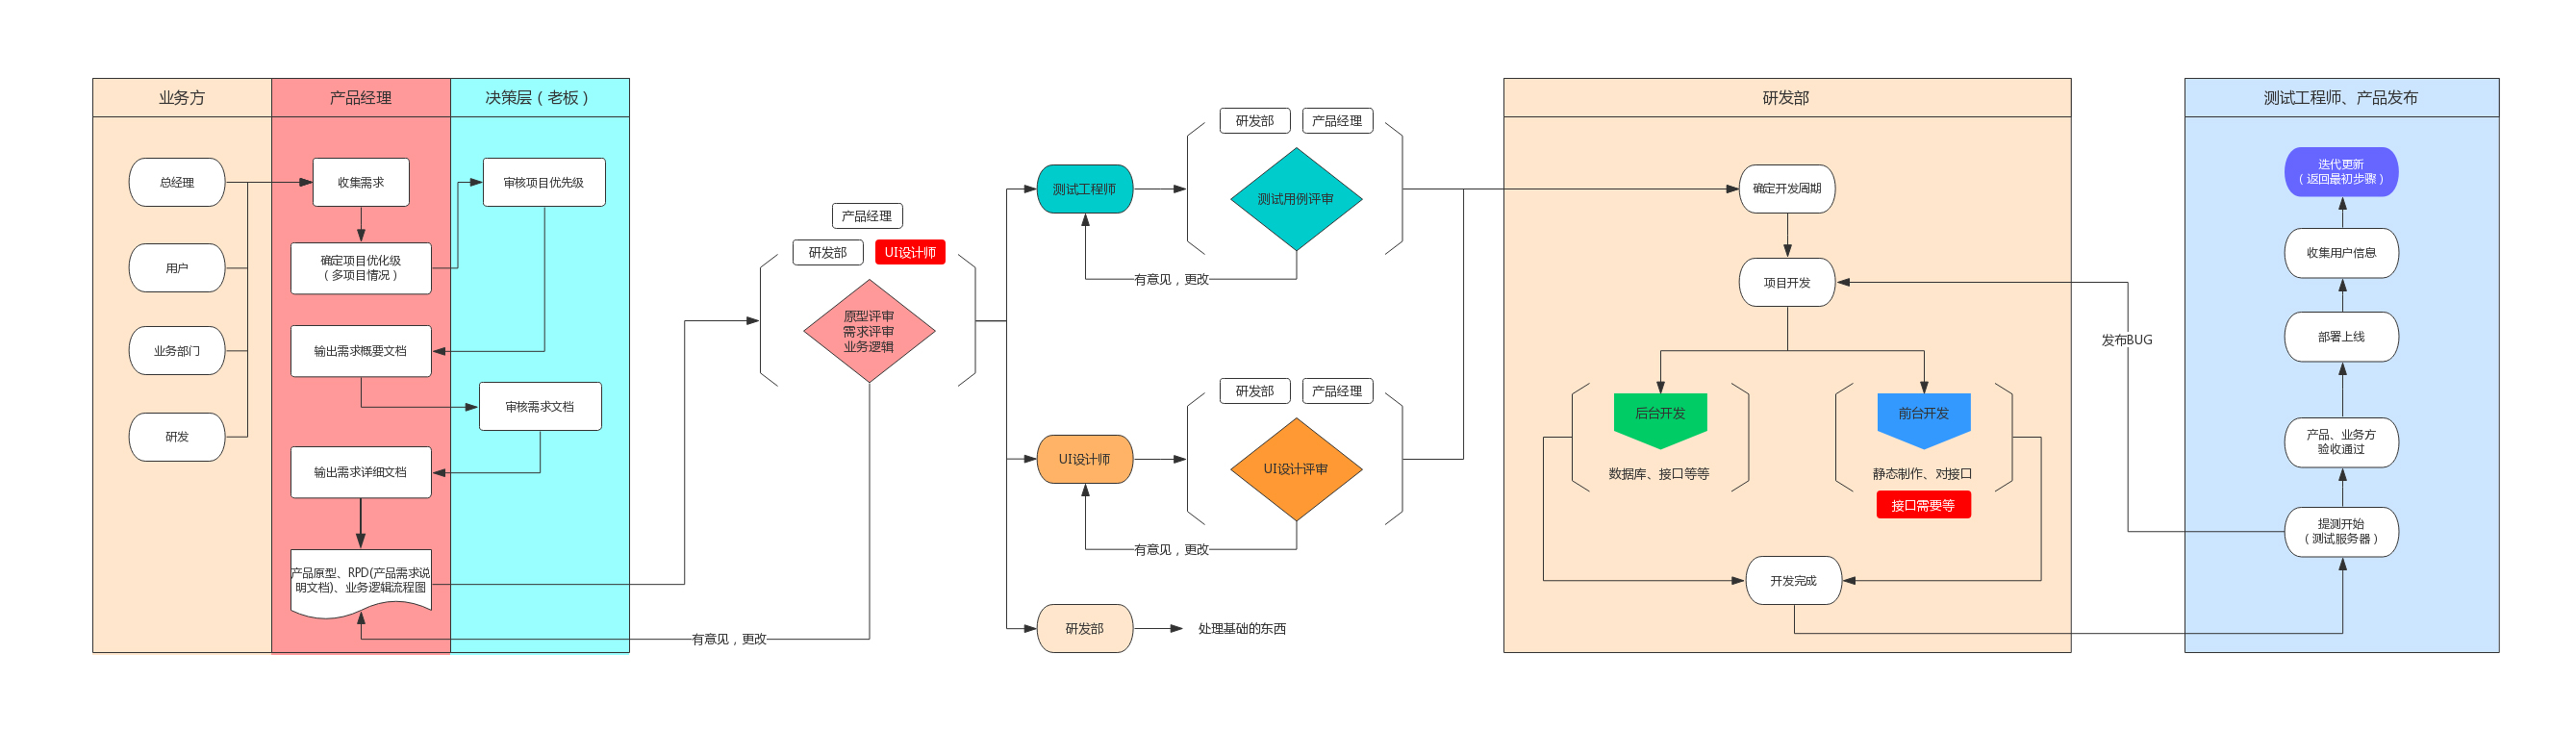 业务方
产品经理
决策层（老板）
总经理
用户
业务部门
研发
收集需求
确定项目优化级
（多项目情况）
输出需求概要文档
输出需求详细文档
产品原型、RPD(产品需求说
明文档)、业务逻辑流程图
审核项目优先级
审核需求文档
有意见，更改
产品经理
研发部
UI设计师
原型评审
需求评审
业务逻辑
测试工程师
研发部
产品经理
测试用例评审
有意见，更改
UI设计师
研发部
产品经理
UI设计评审
有意见，更改
研发部
处理基础的东西
研发部
确定开发周期
项目开发
后台开发
数据库、接口等等
前台开发
静态制作、对接口
接口需要等
开发完成
发布BUG
测试工程师、产品发布
迭代更新
（返回最初步骤）
收集用户信息
部署上线
产品、业务方
验收通过
提测开始
（测试服务器）